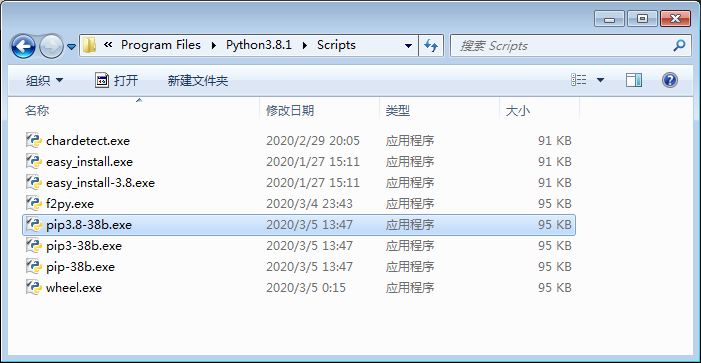 Program Files Python3.8.1 Scripts 搜索 Scripts
组织 打开 新建文件夹
名称 修改日期 类型 大小
chardetect.exe 2020/2/29 20:05 应用程序 91 KB
easy_install.exe 2020/1/27 15:11 应用程序 91 KB
easy_install-3.8.exe 2020/1/27 15:11 应用程序 91 KB
f2py.exe 2020/3/4 23:43 应用程序 95 KB
pip3.8-38b.exe 2020/3/5 13:47 应用程序 95 KB
pip3-38b.exe 2020/3/5 13:47 应用程序 95 KB
pip-38b.exe 2020/3/5 13:47 应用程序 95 KB
wheel.exe 2020/3/5 0:15 应用程序 95 KB